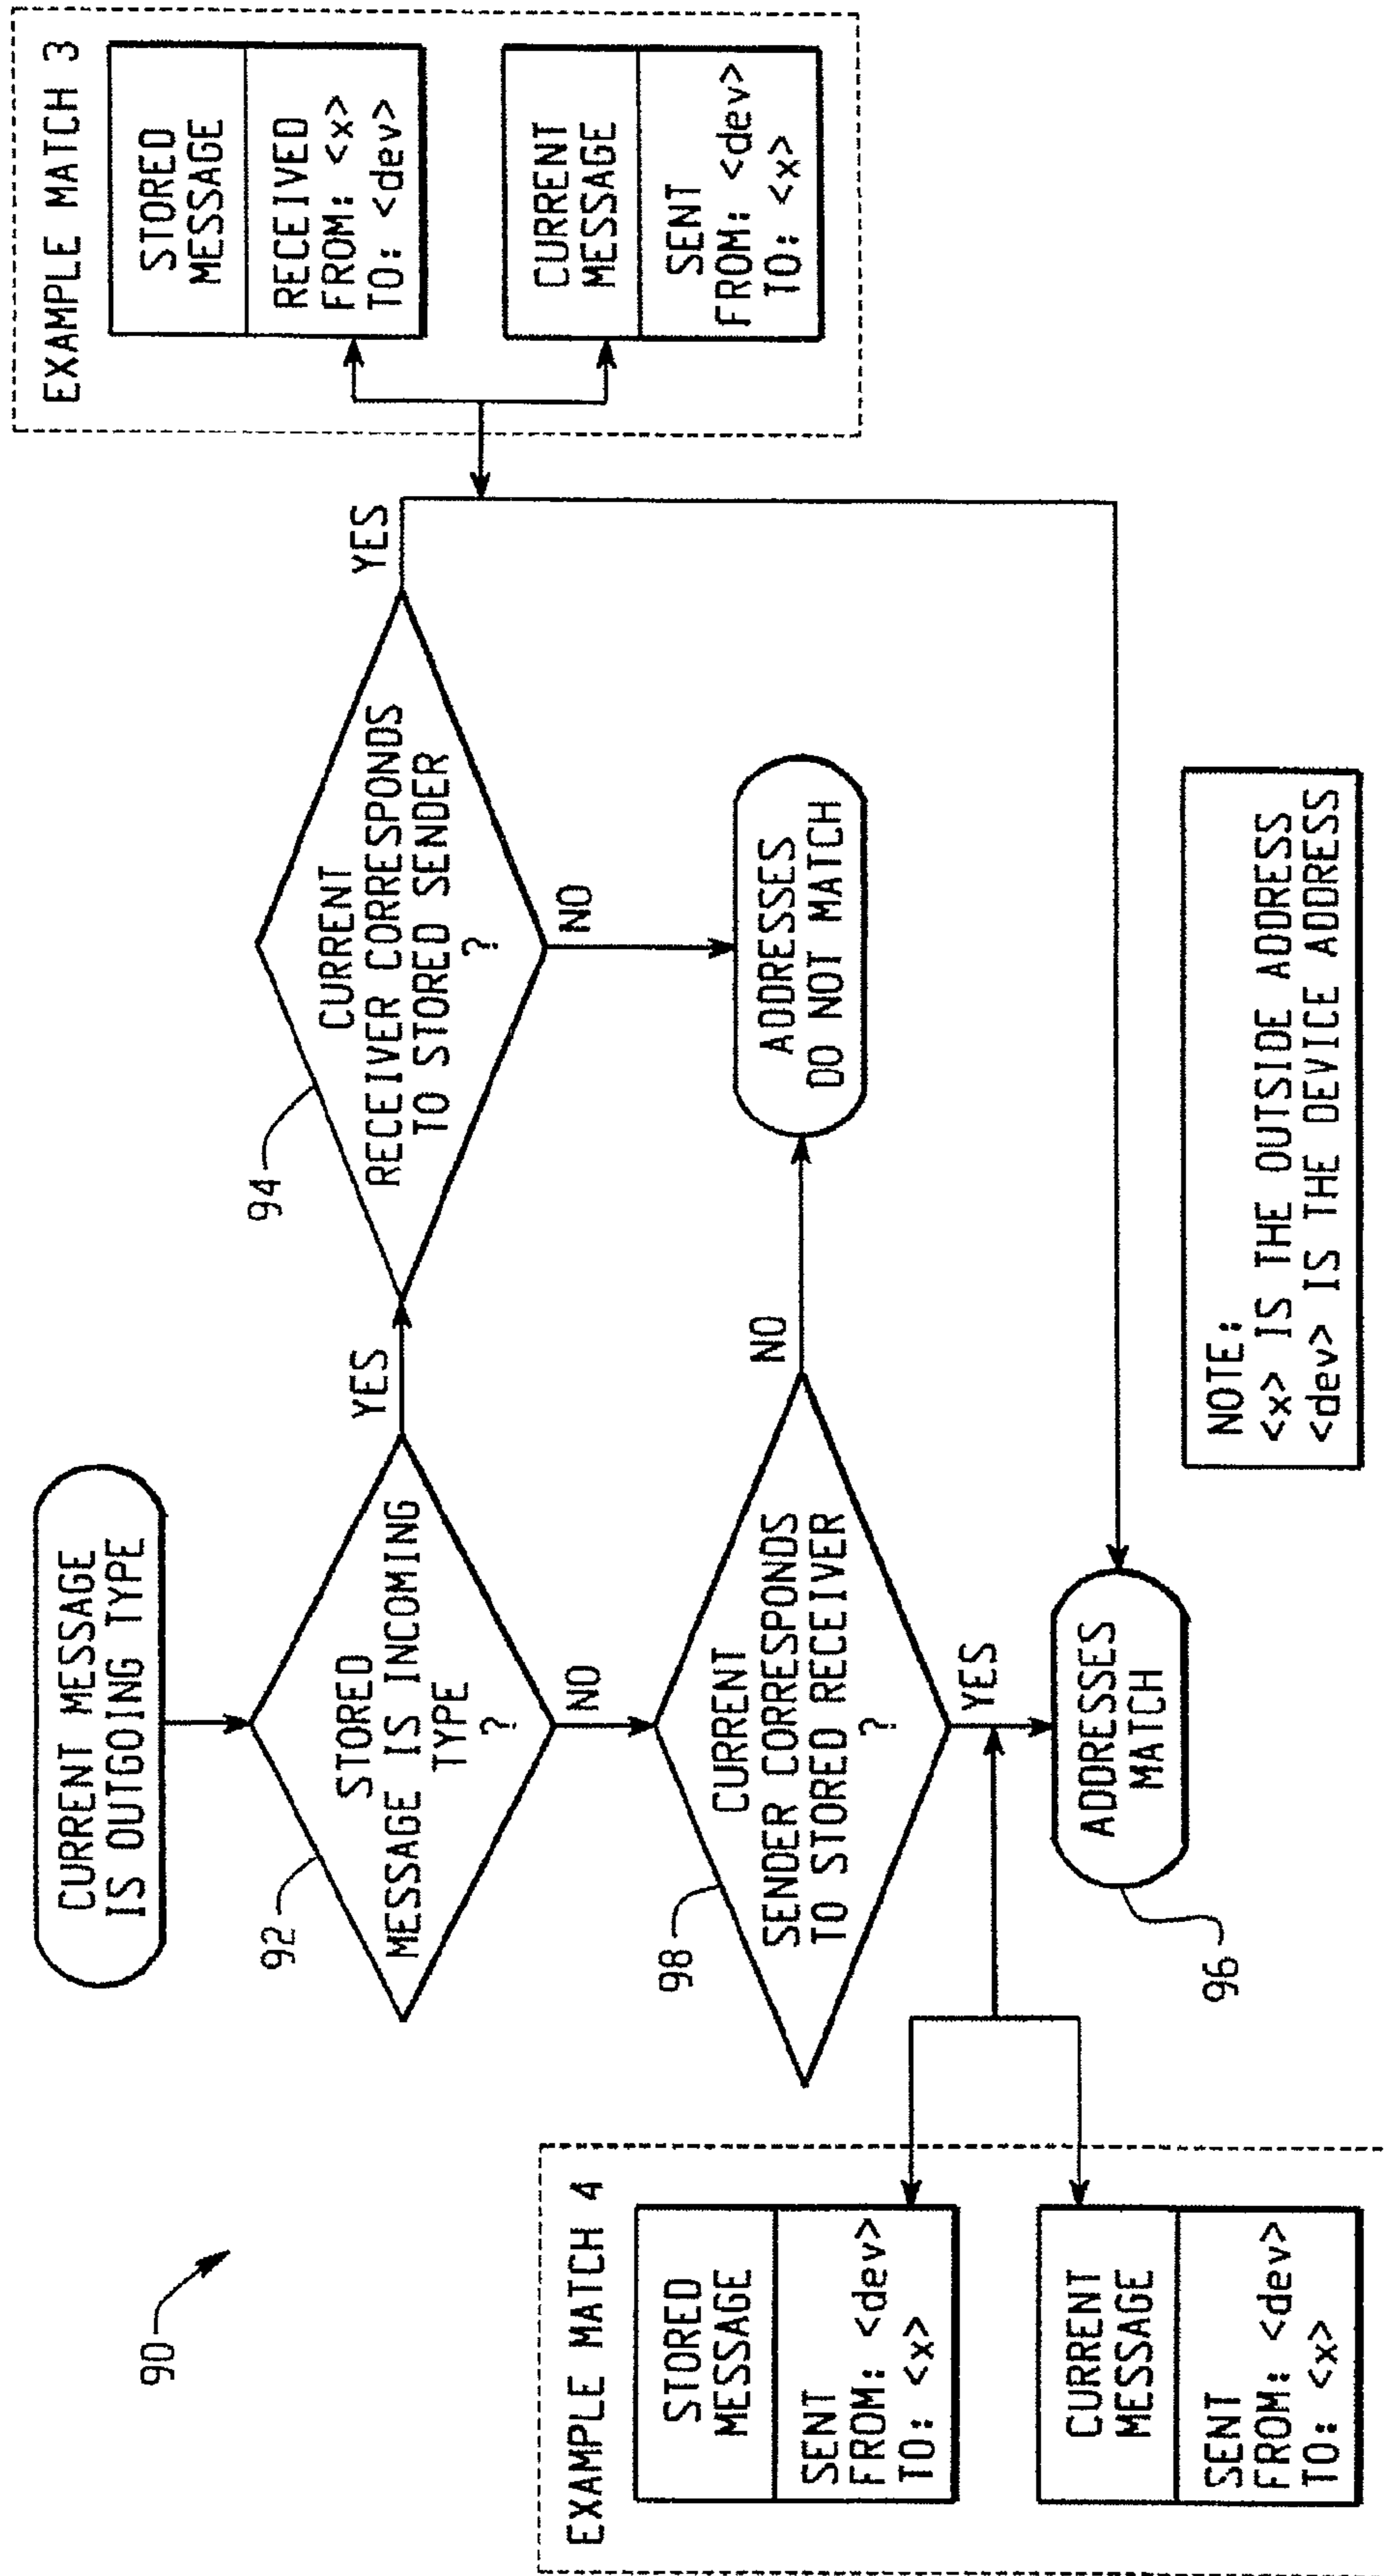 90
CURRENT MESSAGE
IS OUTGOING TYPE
92
STORED
MESSAGE IS INCOMING
TYPE
?
YES
NO
94
CURRENT
RECEIVER CORRESPONDS
TO STORED SENDER
?
YES
NO
EXAMPLE MATCH 3
STORED
MESSAGE
RECEIVED
FROM: <x>
TO: <dev>
CURRENT
MESSAGE
SENT
FROM: <dev>
TO: <x>
98
CURRENT
SENDER CORRESPONDS
TO STORED RECEIVER
?
NO
YES
ADDRESSES
DO NOT MATCH
EXAMPLE MATCH 4
STORED
MESSAGE
SENT
FROM: <dev>
TO: <x>
CURRENT
MESSAGE
SENT
FROM: <dev>
TO: <x>
ADDRESSES
MATCH
96
NOTE:
<x> IS THE OUTSIDE ADDRESS
<dev> IS THE DEVICE ADDRESS